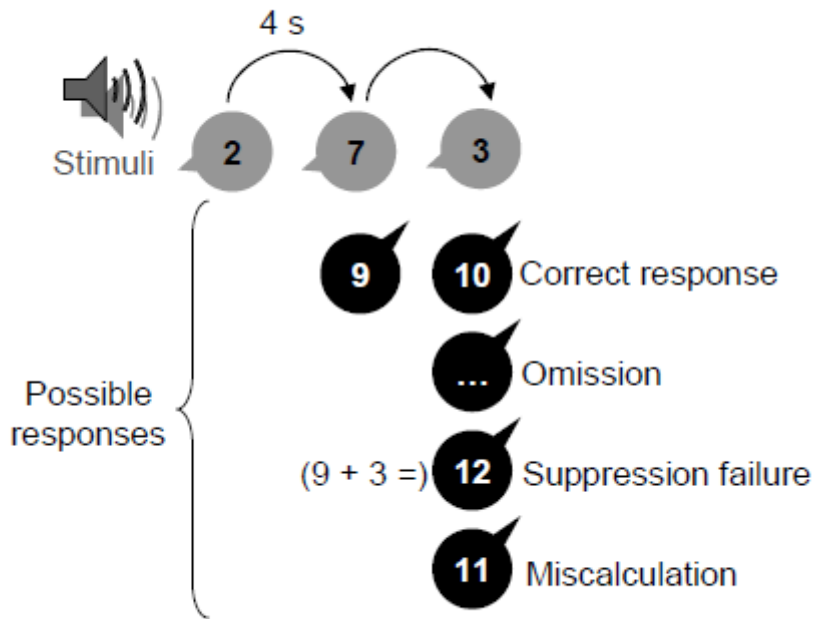 4 s
Stimuli
2
7
3
9
10
Correct response
...
Omission
Possible
responses
(9 + 3 =)
12
Suppression failure
11
Miscalculation